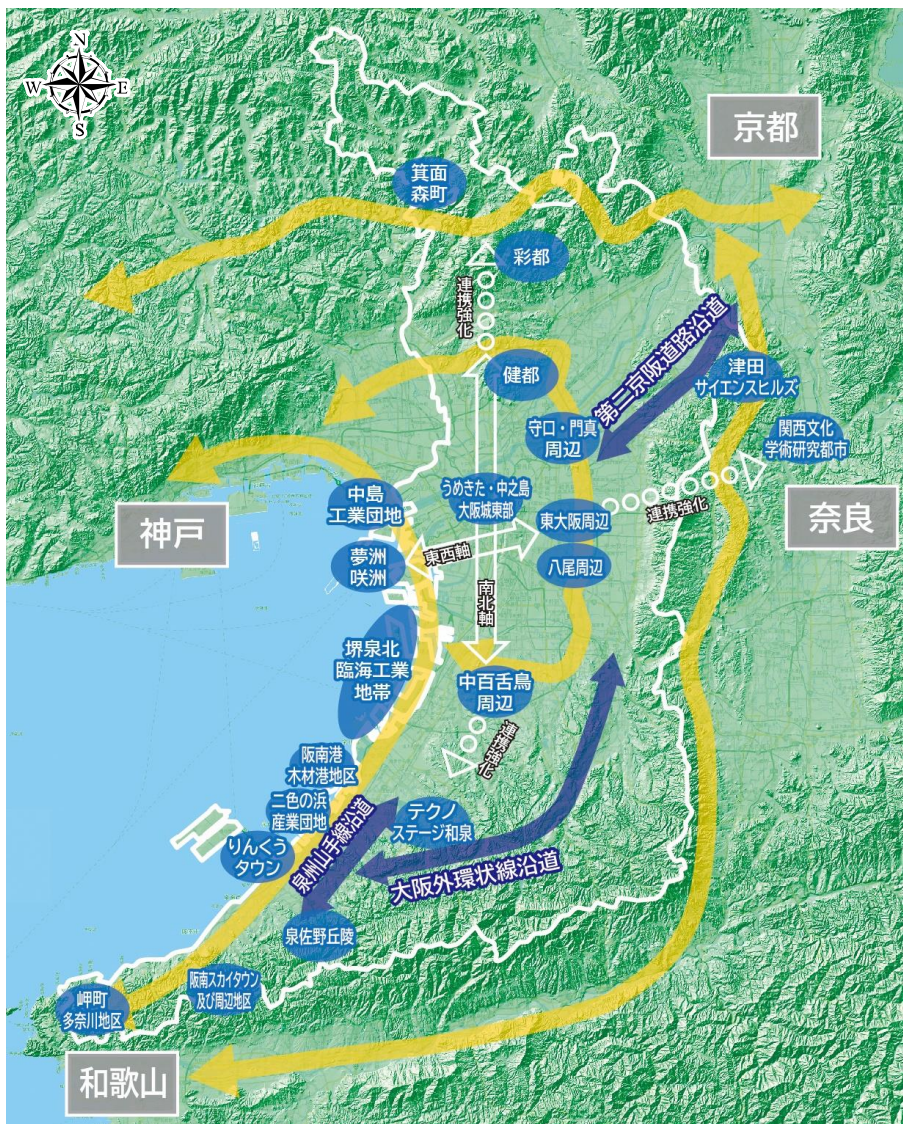 N
W
E
S
京都
箕面
森町
彩都
連携強化
健都
第二京阪道路沿道
津田
サイエンスヒルズ
守口・門真
周辺
関西文化
学術研究都市
中島
工業団地
うめきた・中之島
大阪城東部
東大阪周辺
連携強化
奈良
神戸
夢洲
咲洲
東西軸
八尾周辺
南北軸
堺泉北
臨海工業
地帯
中百舌鳥
周辺
連携強化
阪南港
木材港地区
二色の浜
産業団地
テクノ
ステージ和泉
りんくう
タウン
泉州山手線沿道
大阪外環状線沿道
泉佐野丘陵
阪南スカイタウン
及び周辺地区
岬町
多奈川地区
和歌山